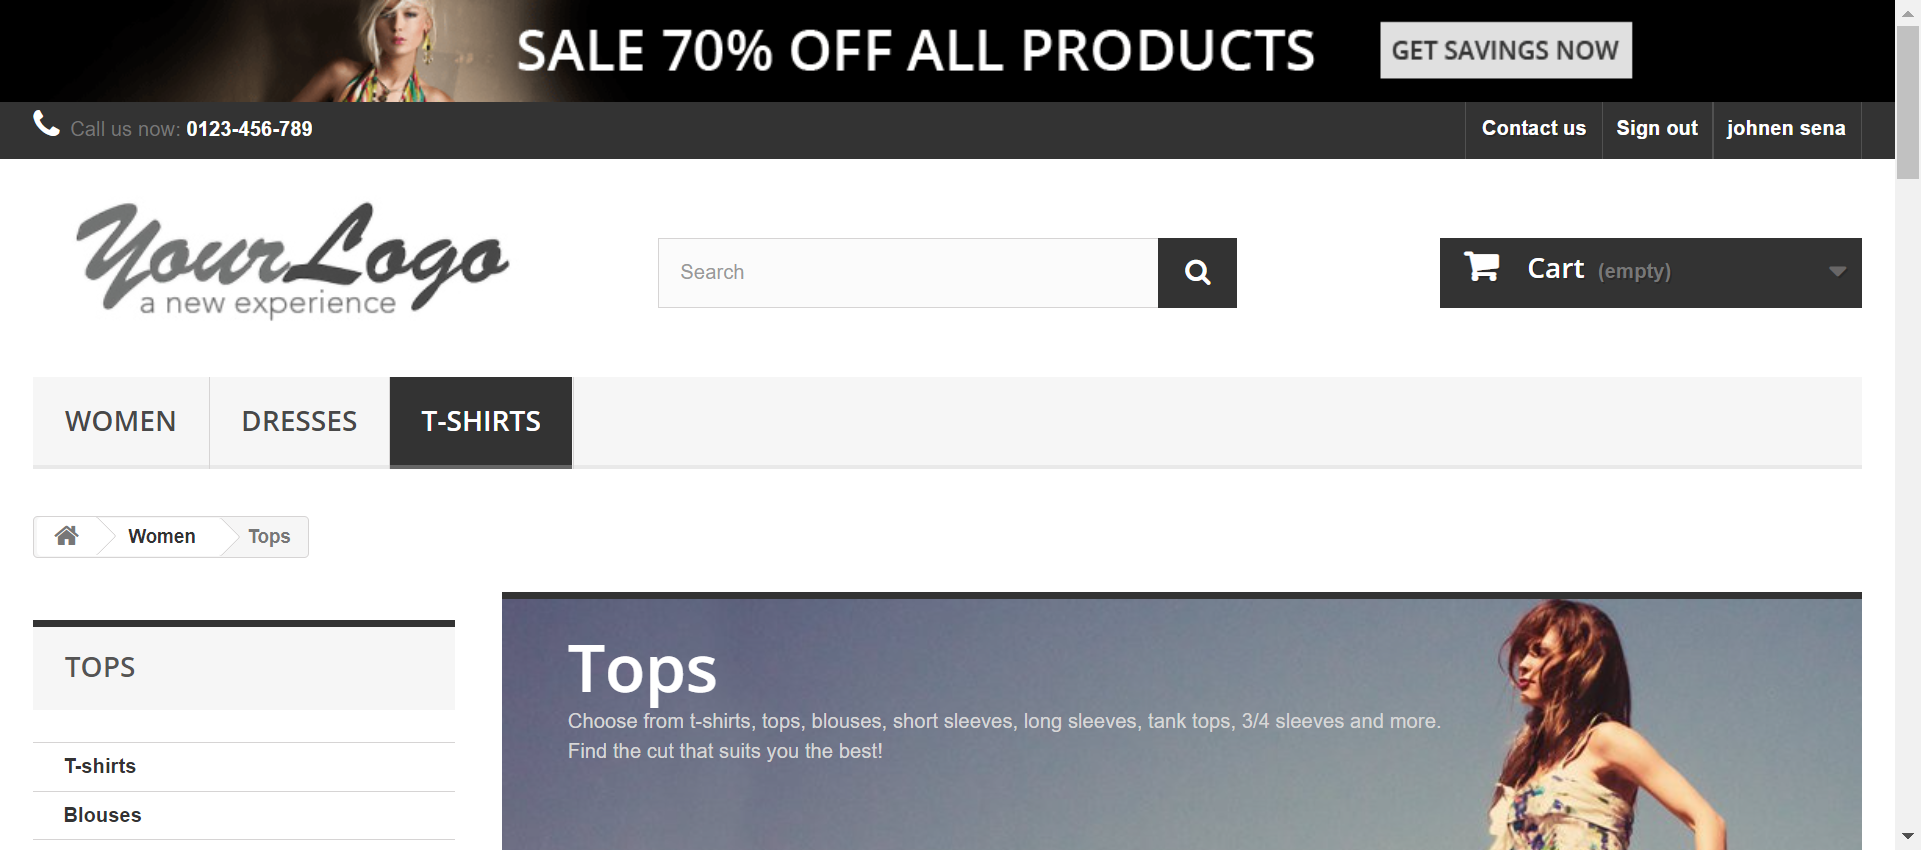 SALE 70% OFF ALL PRODUCTS GET SAVINGS NOW
Call us now: 0123-456-789 Contact us Sign out johnen sena
YourLogo
a new experience
Search
Cart (empty)
WOMEN DRESSES T-SHIRTS
Women Tops
TOPS
T-shirts
Blouses
Tops
Choose from t-shirts, tops, blouses, short sleeves, long sleeves, tank tops, 3/4 sleeves and more.
Find the cut that suits you the best!